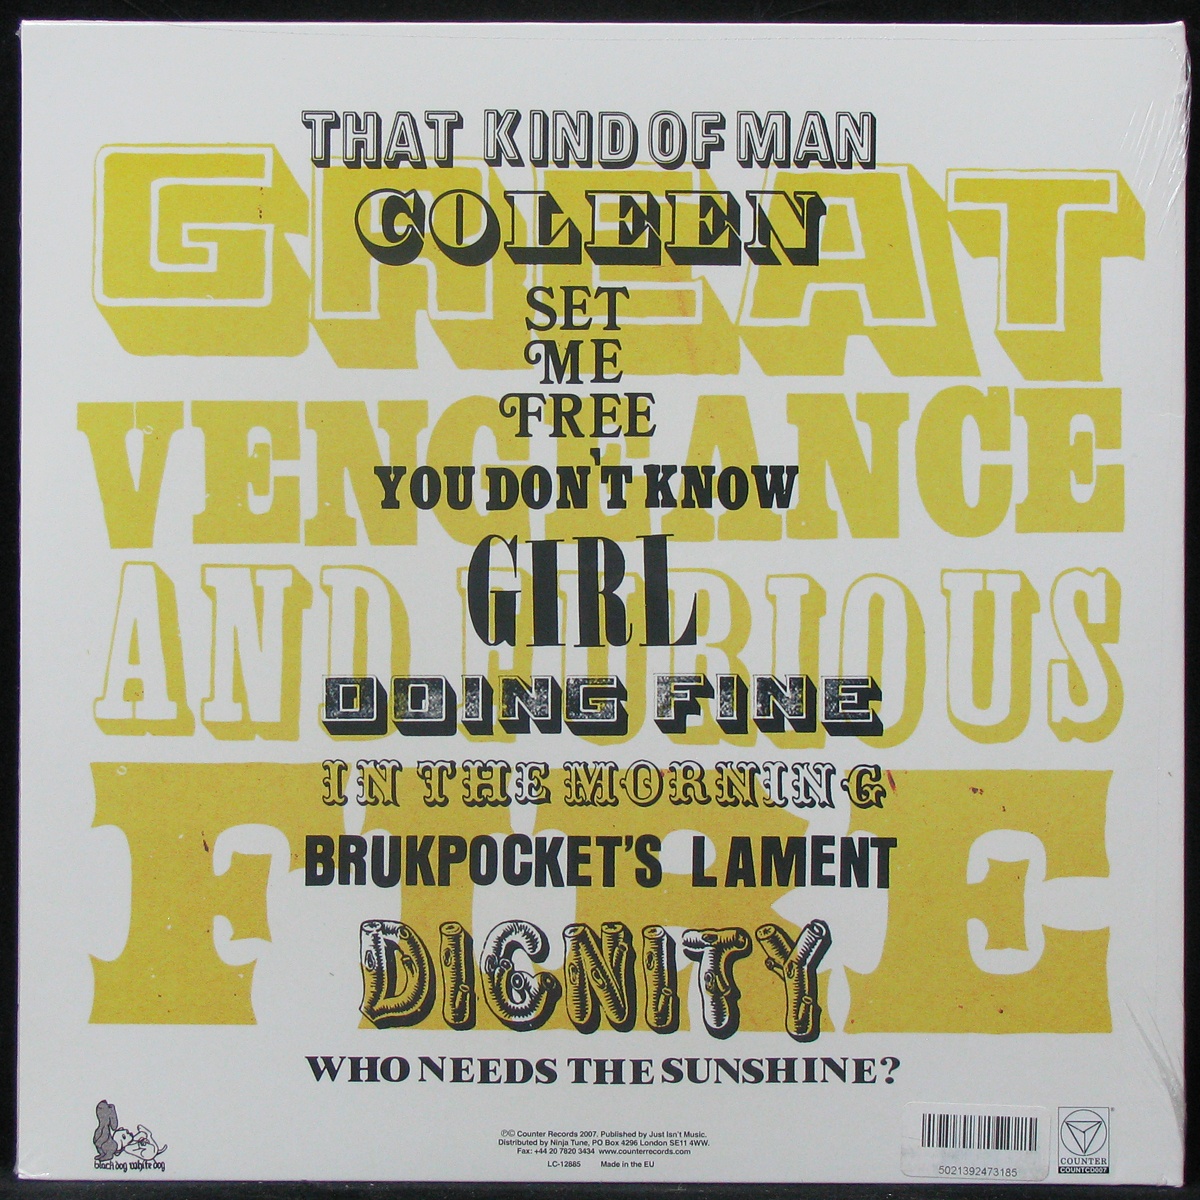 THAT KIND OF MAN
GREAT
COLEEN
SET
ME
FREE
VENGEANCE
YOU DON'T KNOW
GIRL
AND FURIOUS
DOING FINE
IN THE MORNING
BRUKPOCKET'S LAMENT
FIRE
DIGNITY
WHO NEEDS THE SUNSHINE?
black dog white dog
℗© Counter Records 2007, Published by Just Isn't Music.
Distributed by Ninja Tune, PO Box 4296 London SE11 4WW.
Fax: +44 20 7820 3434 www.counterrecords.com
LC-12885 Made in the EU
5021392473185
COUNTER
COUNTCD007